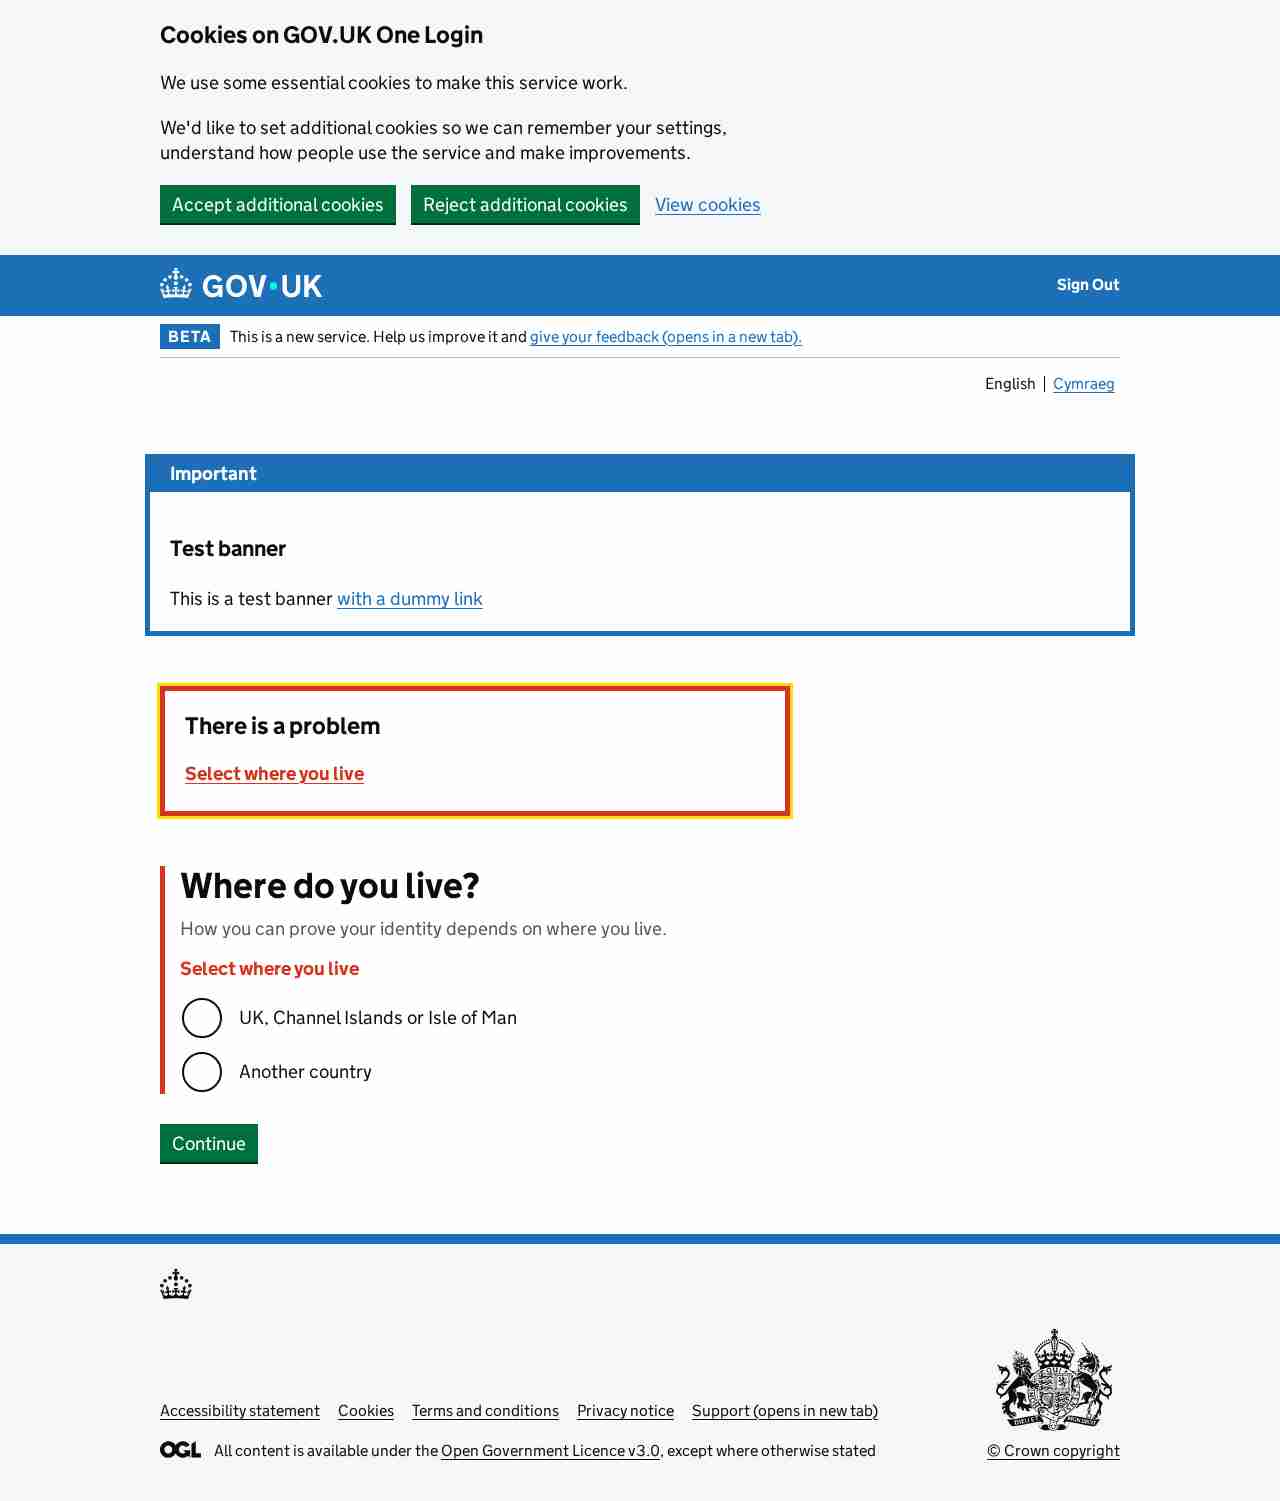 Cookies on GOV.UK One Login
We use some essential cookies to make this service work.
We'd like to set additional cookies so we can remember your settings,
understand how people use the service and make improvements.
Accept additional cookies Reject additional cookies View cookies
GOV·UK Sign Out
BETA This is a new service. Help us improve it and give your feedback (opens in a new tab).
English Cymraeg
Important
Test banner
This is a test banner with a dummy link
There is a problem
Select where you live
Where do you live?
How you can prove your identity depends on where you live.
Select where you live
UK, Channel Islands or Isle of Man
Another country
Continue
Accessibility statement Cookies Terms and conditions Privacy notice Support (opens in new tab)
OGL All content is available under the Open Government Licence v3.0, except where otherwise stated
© Crown copyright